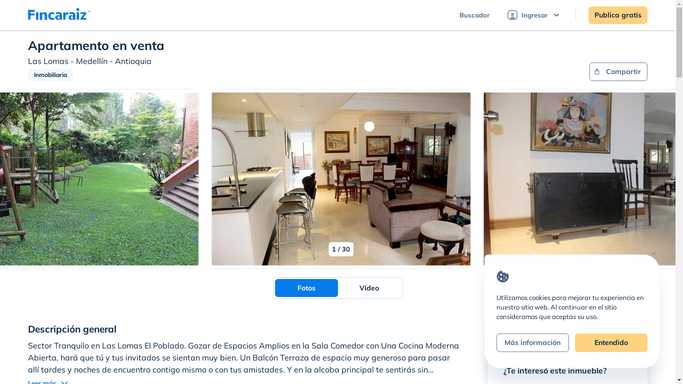 Fincaraiz
Buscador
Ingresar
Publica gratis
Apartamento en venta
Las Lomas - Medellín - Antioquia
Inmobiliaria
Compartir
1 / 30
Fotos
Video
Descripción general
Sector Tranquilo en Las Lomas El Poblado. Gozar de Espacios Amplios en la Sala Comedor con Una Cocina Moderna
Abierta, hará que tú y tus invitados se sientan muy bien. Un Balcón Terraza de espacio muy generoso para pasar
allí tardes y noches de encuentro contigo mismo o con tus amistades. Y en la alcoba principal te sentirás sin...
Leer más
Utilizamos cookies para mejorar tu experiencia en
nuestro sitio web. Al continuar en el sitio
consideramos que aceptas su uso.
Más información
Entendido
¿Te interesó este inmueble?